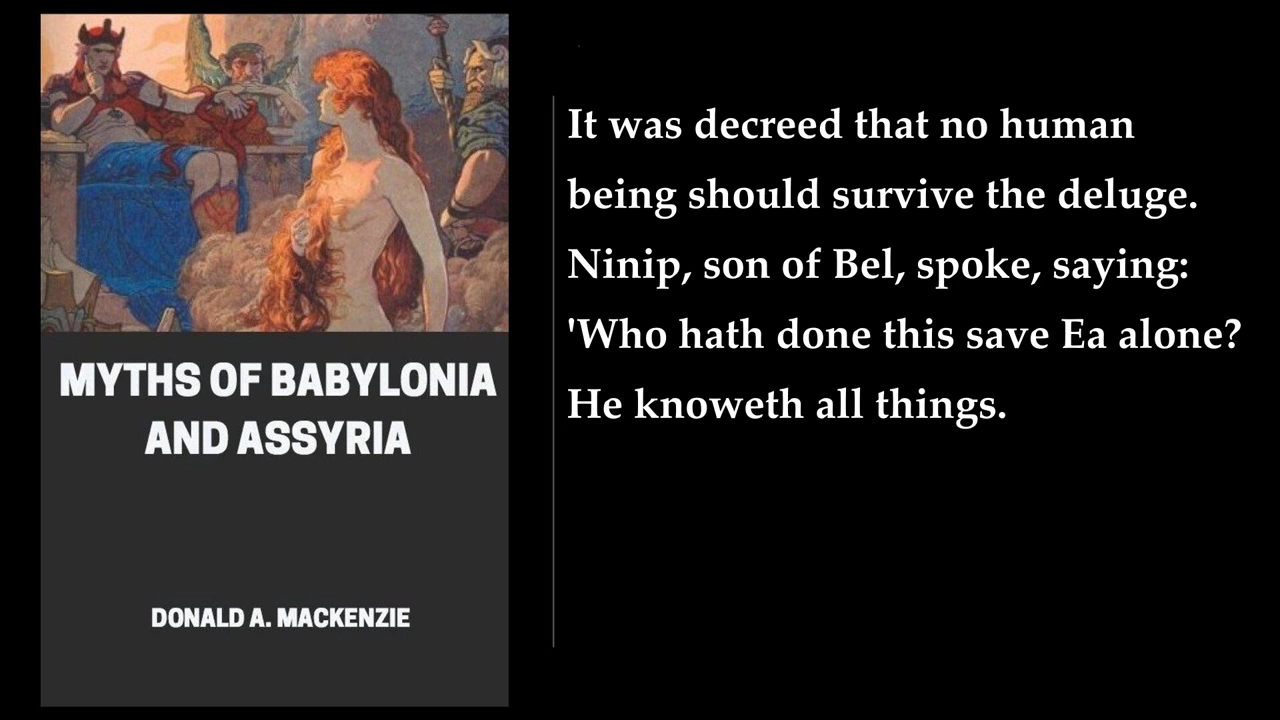 MYTHS OF BABYLONIA
AND ASSYRIA
DONALD A. MACKENZIE
It was decreed that no human
being should survive the deluge.
Ninip, son of Bel, spoke, saying:
'Who hath done this save Ea alone?
He knoweth all things.